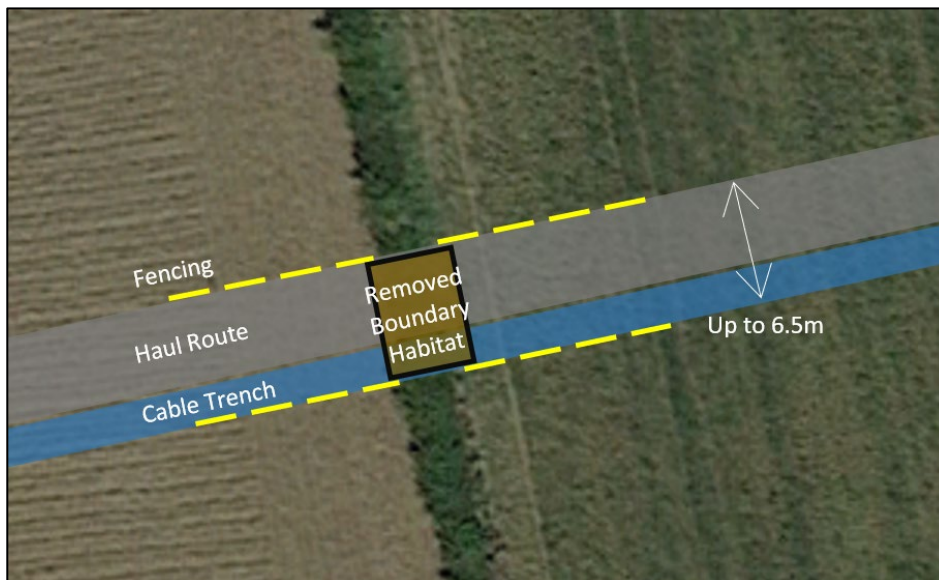 Fencing
Removed
Boundary
Habitat
Haul Route
Up to 6.5m
Cable Trench